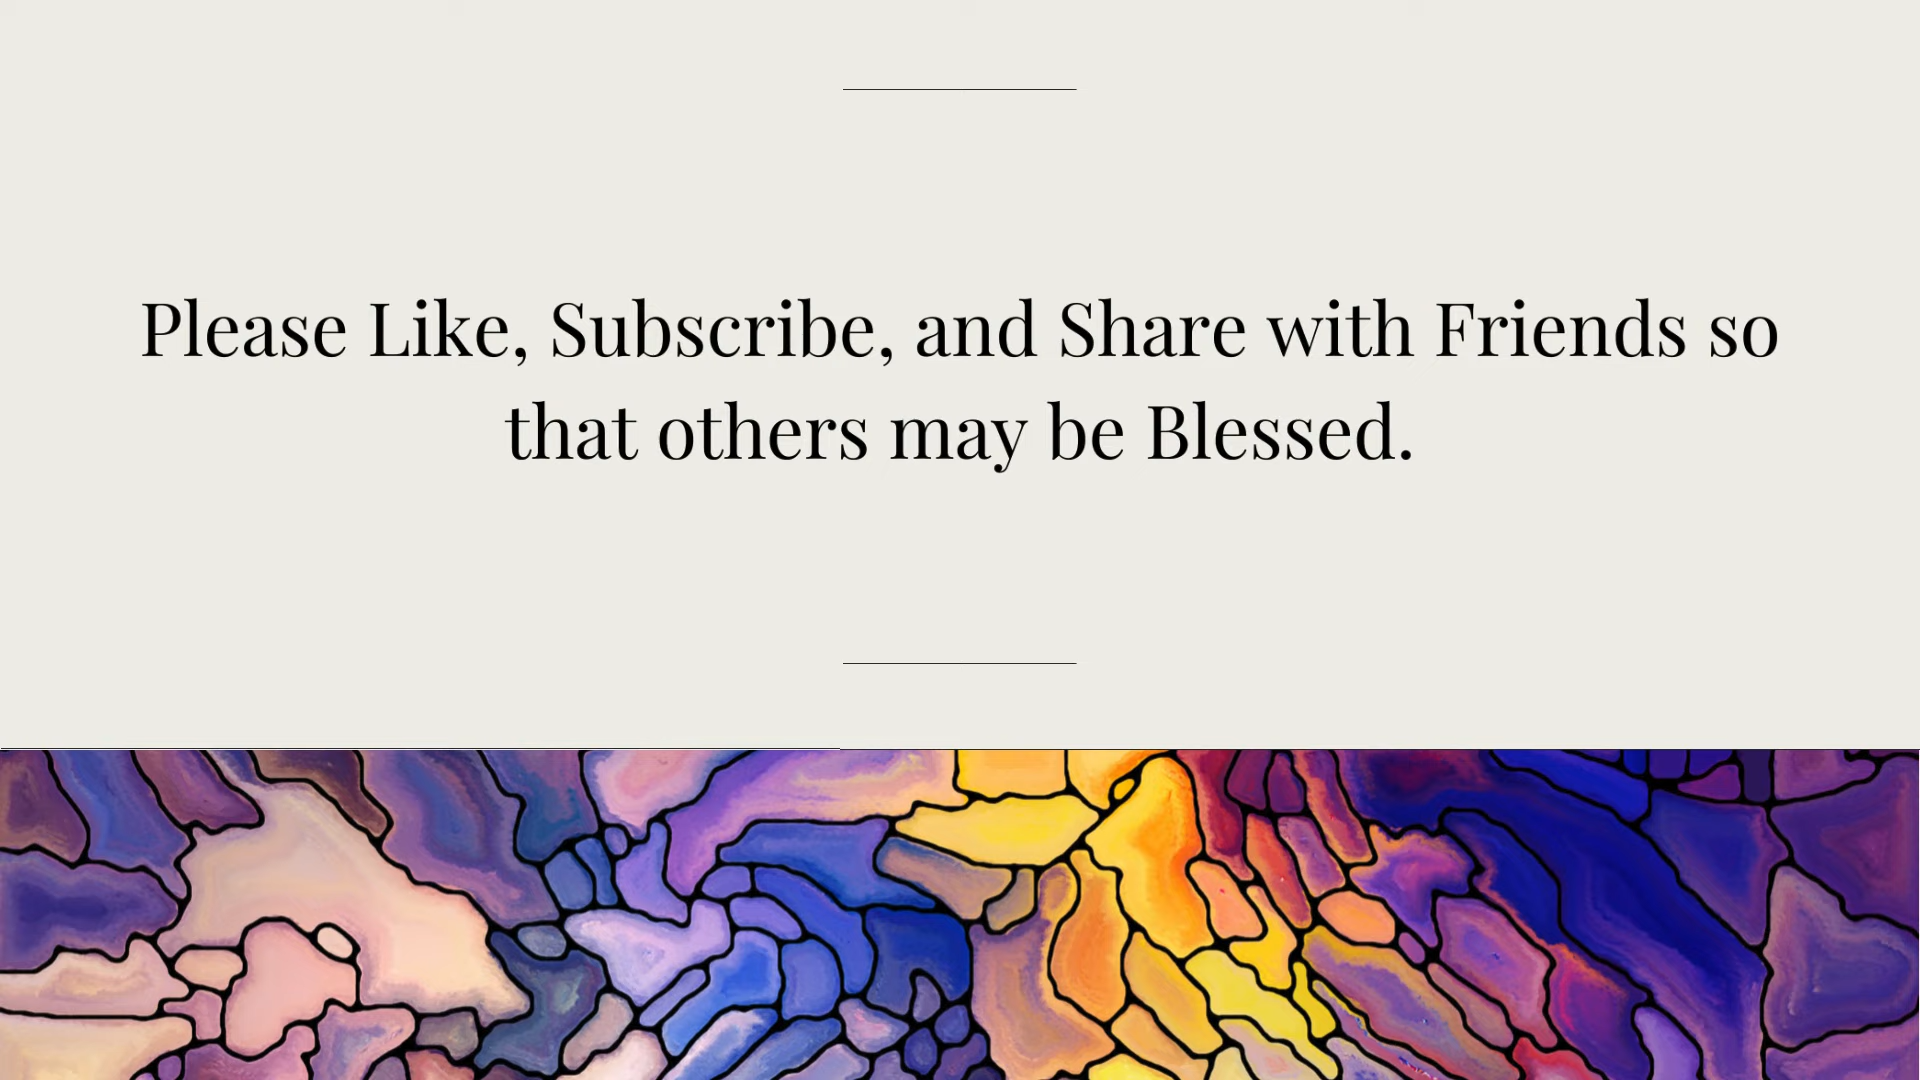 Please Like, Subscribe, and Share with Friends so
that others may be Blessed.